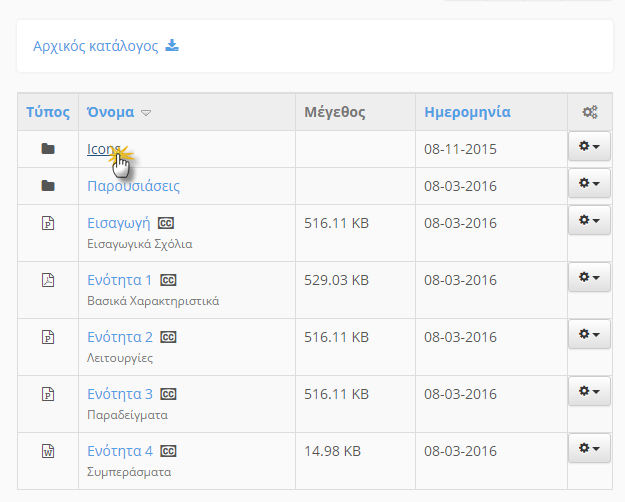 Αρχικός κατάλογος
Τύπος Όνομα Μέγεθος Ημερομηνία
Icons 08-11-2015
Παρουσιάσεις 08-03-2016
Εισαγωγή CC 516.11 KB 08-03-2016
Εισαγωγικά Σχόλια
Ενότητα 1 CC 529.03 KB 08-03-2016
Βασικά Χαρακτηριστικά
Ενότητα 2 CC 516.11 KB 08-03-2016
Λειτουργίες
Ενότητα 3 CC 516.11 KB 08-03-2016
Παραδείγματα
Ενότητα 4 CC 14.98 KB 08-03-2016
Συμπεράσματα